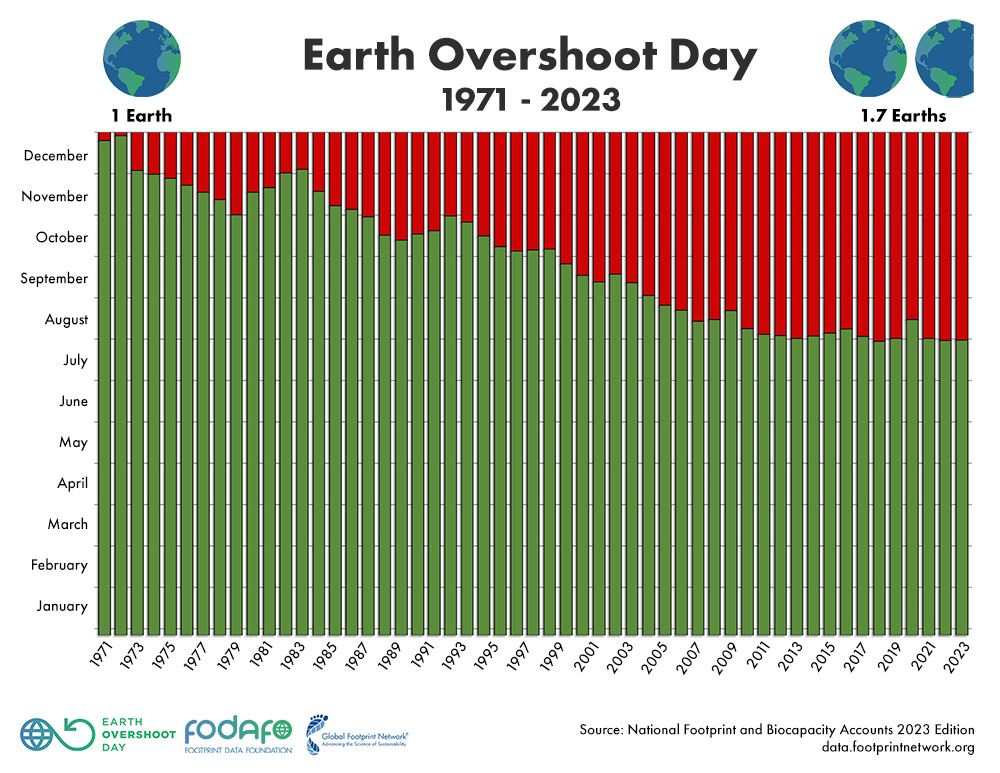 Earth Overshoot Day
1971 - 2023
1 Earth
1.7 Earths
December
November
October
September
August
July
June
May
April
March
February
January
1971
1973
1975
1977
1979
1981
1983
1985
1987
1989
1991
1993
1995
1997
1999
2001
2003
2005
2007
2009
2011
2013
2015
2017
2019
2021
2023
EARTH
OVERSHOOT
DAY
FODAFO
FOOTPRINT DATA FOUNDATION
Global Footprint Network®
Advancing the Science of Sustainability
Source: National Footprint and Biocapacity Accounts 2023 Edition
data.footprintnetwork.org